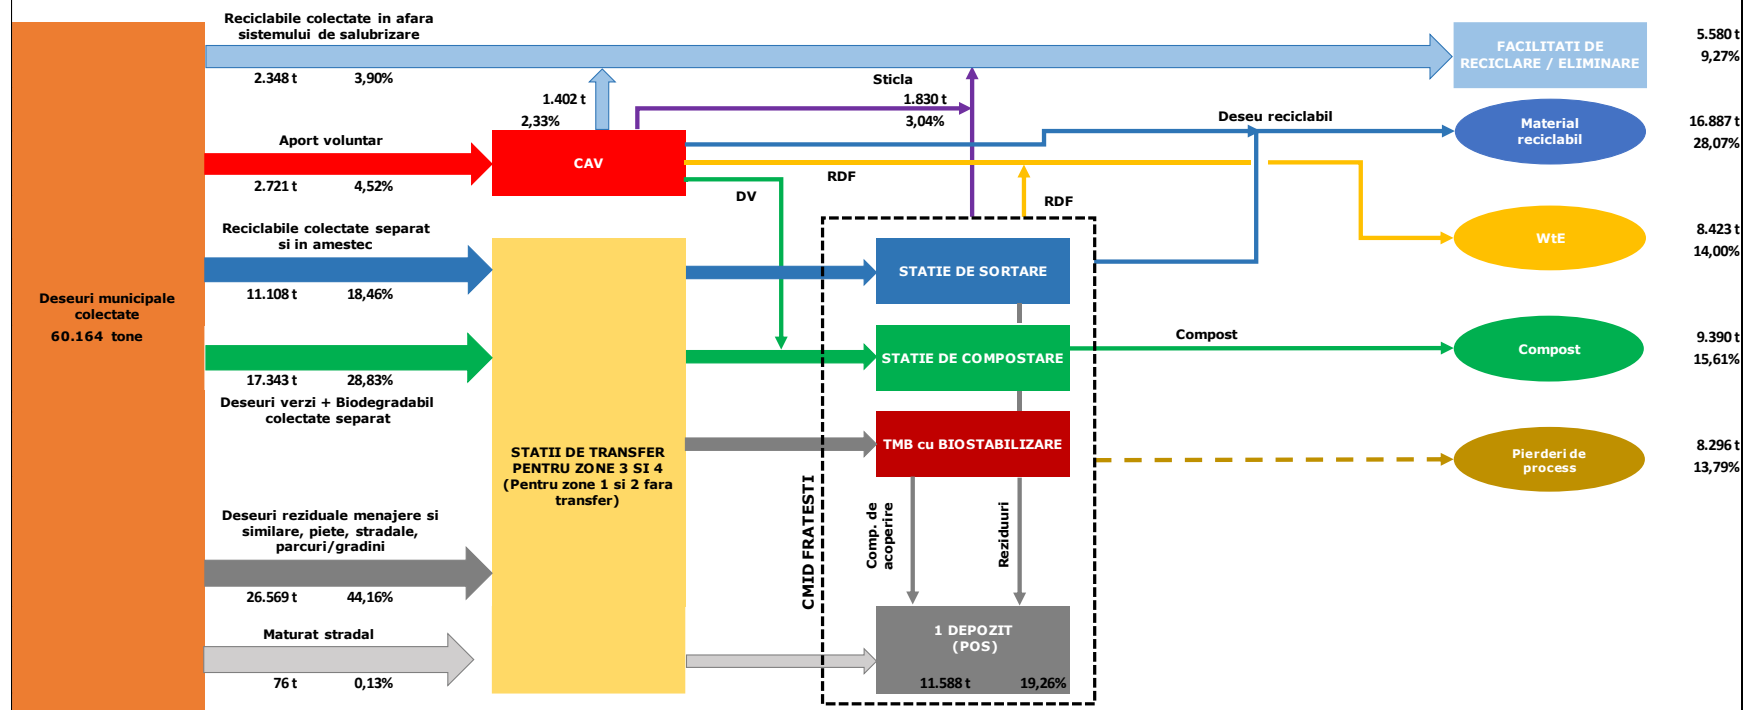 Reciclabile colectate in afara
sistemului de salubrizare
2.348 t 3,90%
FACILITATI DE
RECICLARE / ELIMINARE
5.580 t
9,27%
Sticla
1.402 t
2,33%
1.830 t
3,04%
Deseu reciclabil
Material
reciclabil
16.887 t
28,07%
Aport voluntar
2.721 t 4,52%
CAV
RDF
DV
RDF
Reciclabile colectate separat
si in amestec
11.108 t 18,46%
STATIE DE SORTARE
WtE
8.423 t
14,00%
Deseuri municipale
colectate
60.164 tone
17.343 t 28,83%
Deseuri verzi + Biodegradabil
colectate separat
STATIE DE COMPOSTARE
Compost
Compost
9.390 t
15,61%
STATII DE TRANSFER
PENTRU ZONE 3 SI 4
(Pentru zone 1 si 2 fara
transfer)
TMB cu BIOSTABILIZARE
Pierderi de
process
8.296 t
13,79%
CMID FRATESTI
Comp. de
acoperire
Reziduuri
Deseuri reziduale menajere si
similare, piete, stradale,
parcuri/gradini
26.569 t 44,16%
Maturat stradal
76 t 0,13%
1 DEPOZIT
(POS)
11.588 t 19,26%